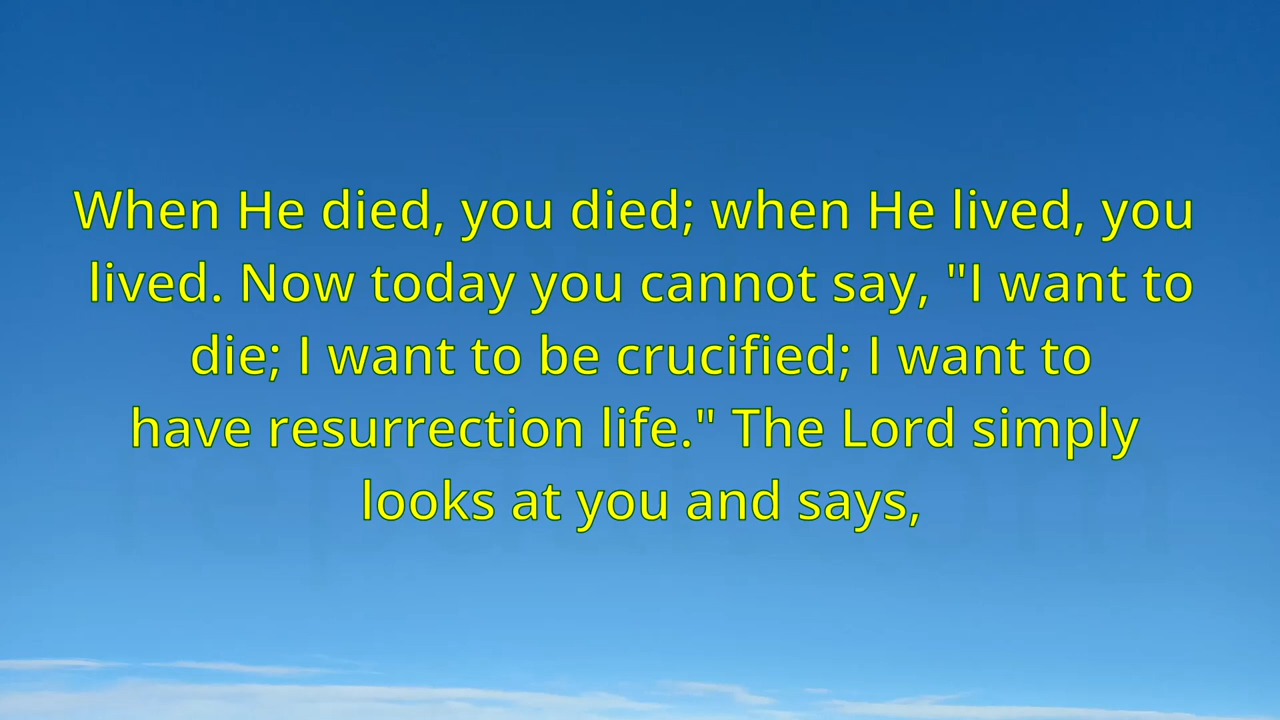 When He died, you died; when He lived, you
lived. Now today you cannot say, "I want to
die; I want to be crucified; I want to
have resurrection life." The Lord simply
looks at you and says,